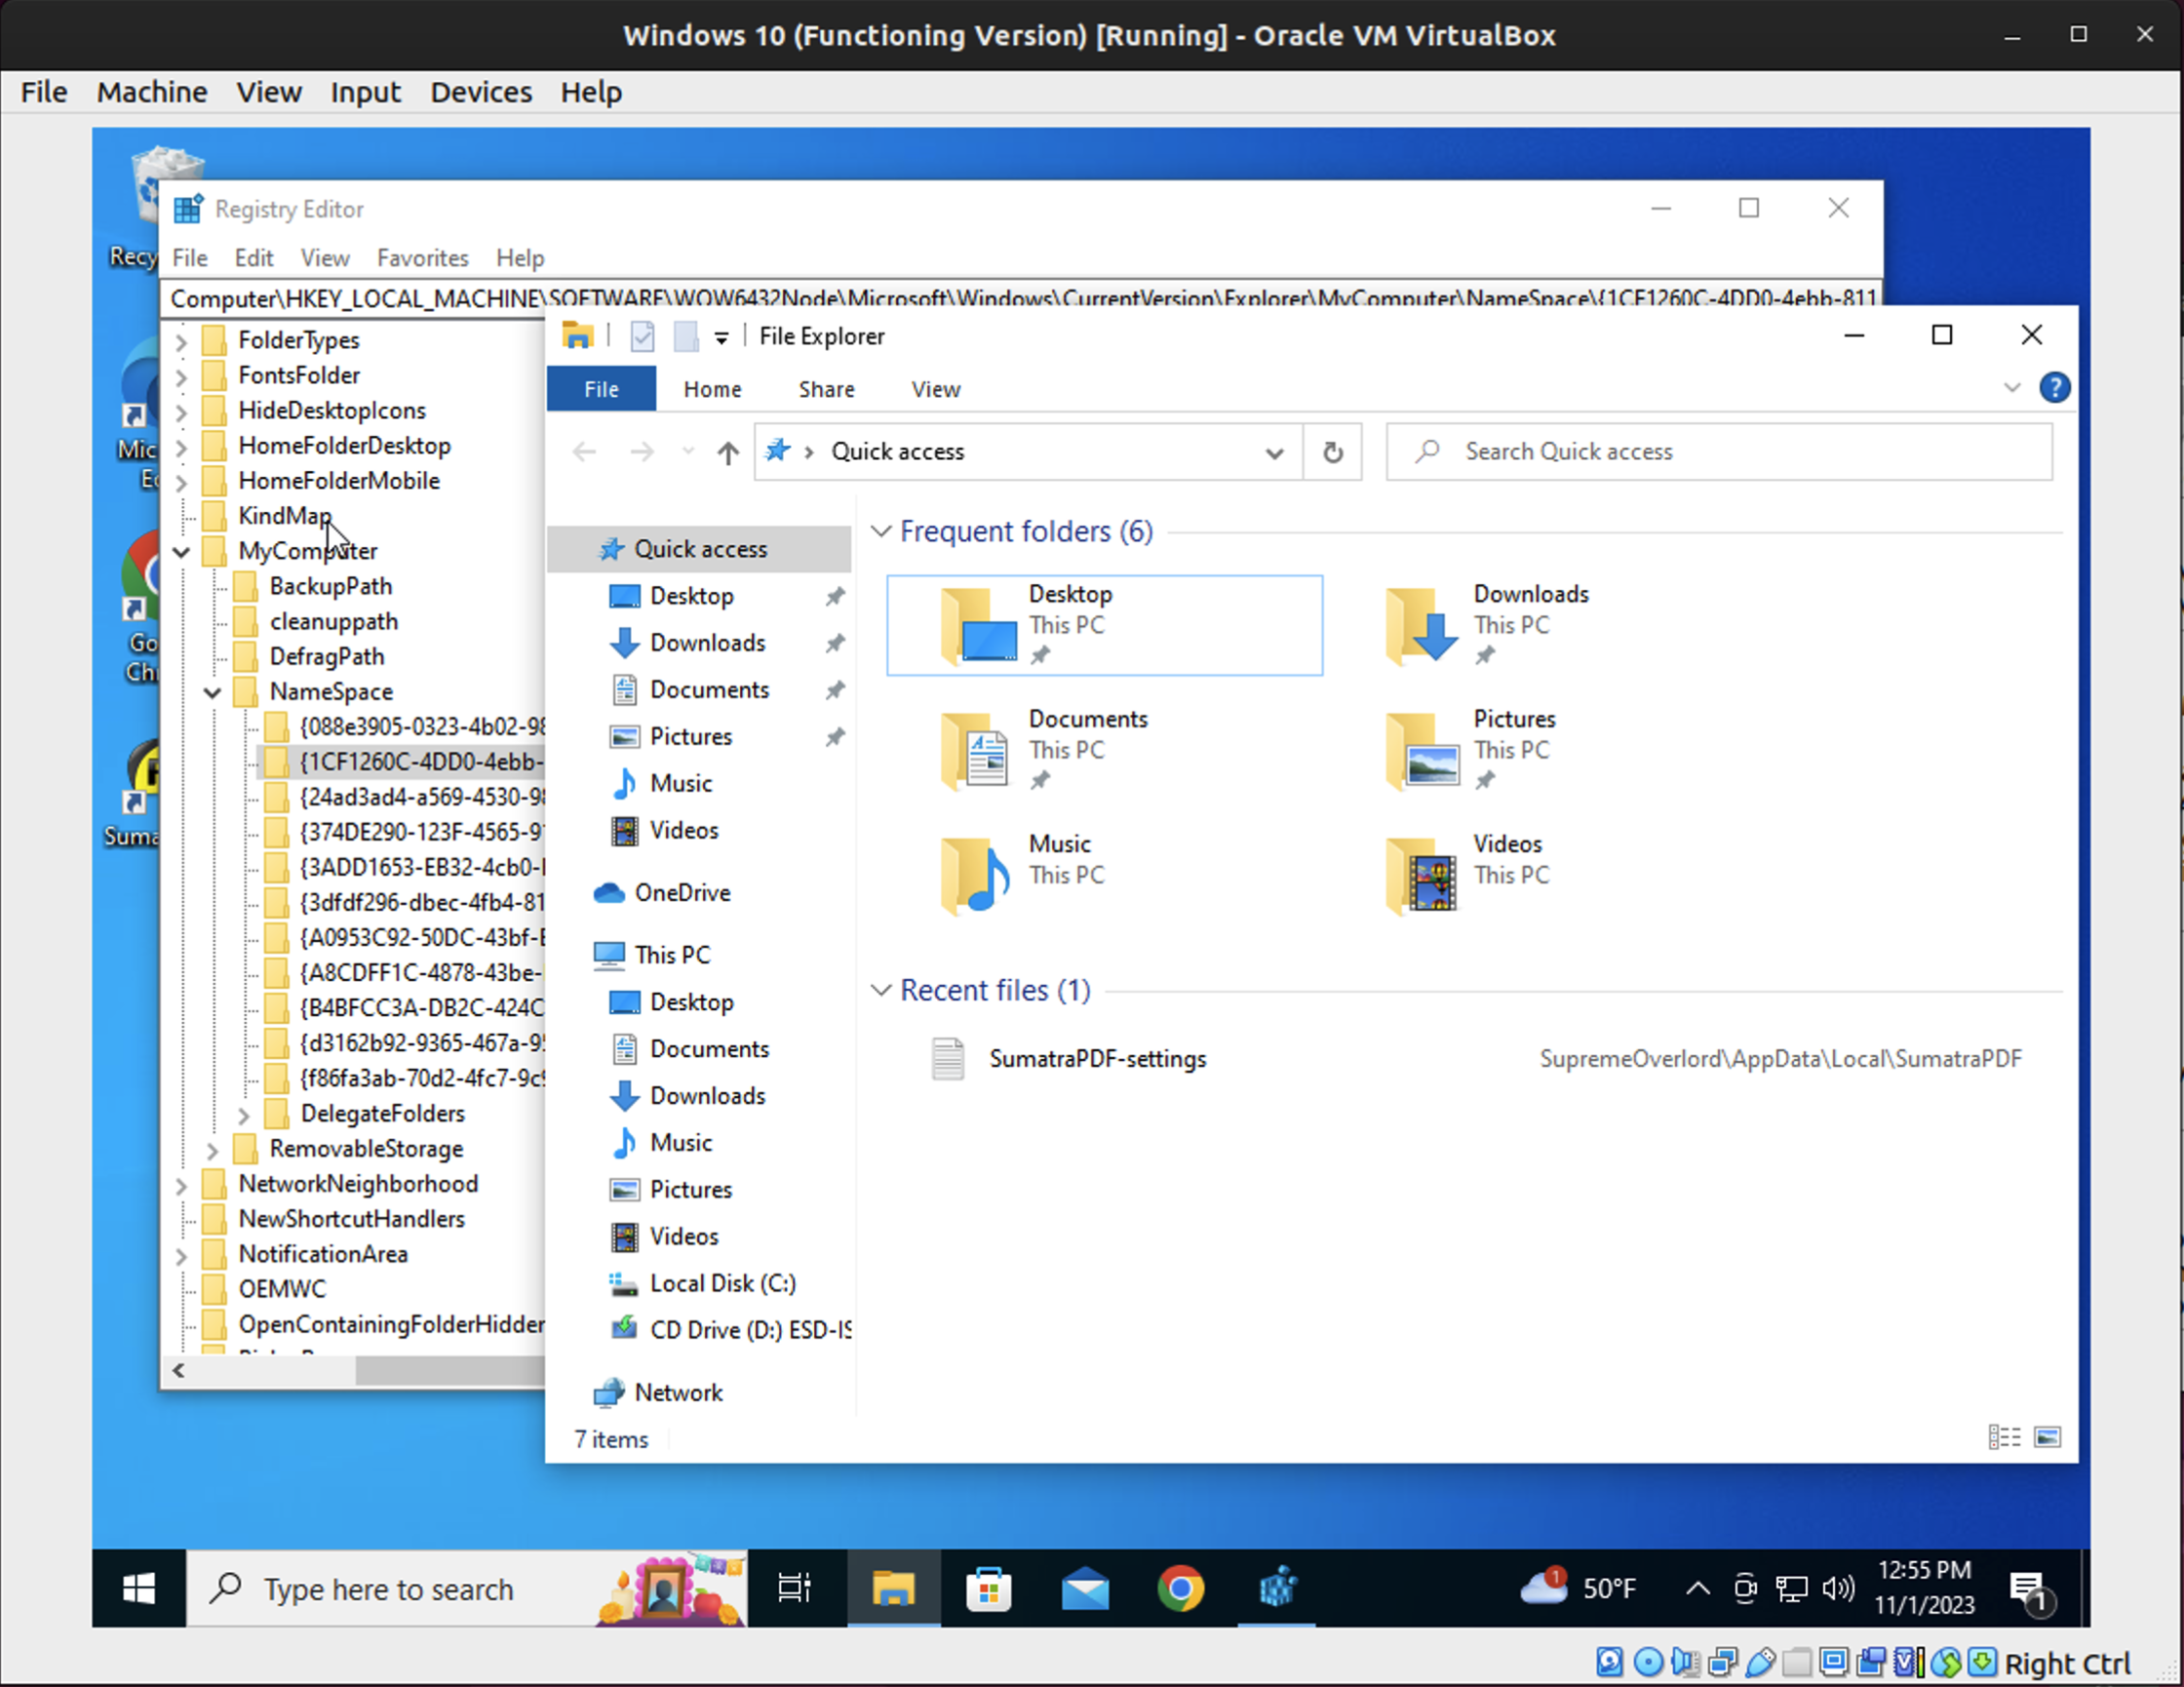 Windows 10 (Functioning Version) [Running] - Oracle VM VirtualBox
File Machine View Input Devices Help
Registry Editor
File Edit View Favorites Help
Computer\HKEY_LOCAL_MACHINE\SOFTWARE\WOW6432Node\Microsoft\Windows\CurrentVersion\Explorer\MyComputer\NameSpace\{1CF1260C-4DD0-4ebb-811
FolderTypes
FontsFolder
HideDesktopIcons
HomeFolderDesktop
HomeFolderMobile
KindMap
MyComputer
BackupPath
cleanuppath
DefragPath
NameSpace
{088e3905-0323-4b02-98
{1CF1260C-4DD0-4ebb-
{24ad3ad4-a569-4530-98
{374DE290-123F-4565-91
{3ADD1653-EB32-4cb0-
{3dfdf296-dbec-4fb4-81
{A0953C92-50DC-43bf-
{A8CDFF1C-4878-43be-
{B4BFCC3A-DB2C-424C
{d3162b92-9365-467a-95
{f86fa3ab-70d2-4fc7-9c9
DelegateFolders
RemovableStorage
NetworkNeighborhood
NewShortcutHandlers
NotificationArea
OEMWC
OpenContainingFolderHidden
Recy
Mic
Ed
Go
Ch
Suma
File Explorer
File Home Share View
Quick access
Search Quick access
Quick access
Desktop
Downloads
Documents
Pictures
Music
Videos
OneDrive
This PC
Desktop
Documents
Downloads
Music
Pictures
Videos
Local Disk (C:)
CD Drive (D:) ESD-IS
Network
Frequent folders (6)
Desktop
This PC
Downloads
This PC
Documents
This PC
Pictures
This PC
Music
This PC
Videos
This PC
Recent files (1)
SumatraPDF-settings SupremeOverlord\AppData\Local\SumatraPDF
7 items
Type here to search
1
50°F
12:55 PM
11/1/2023
1
Right Ctrl